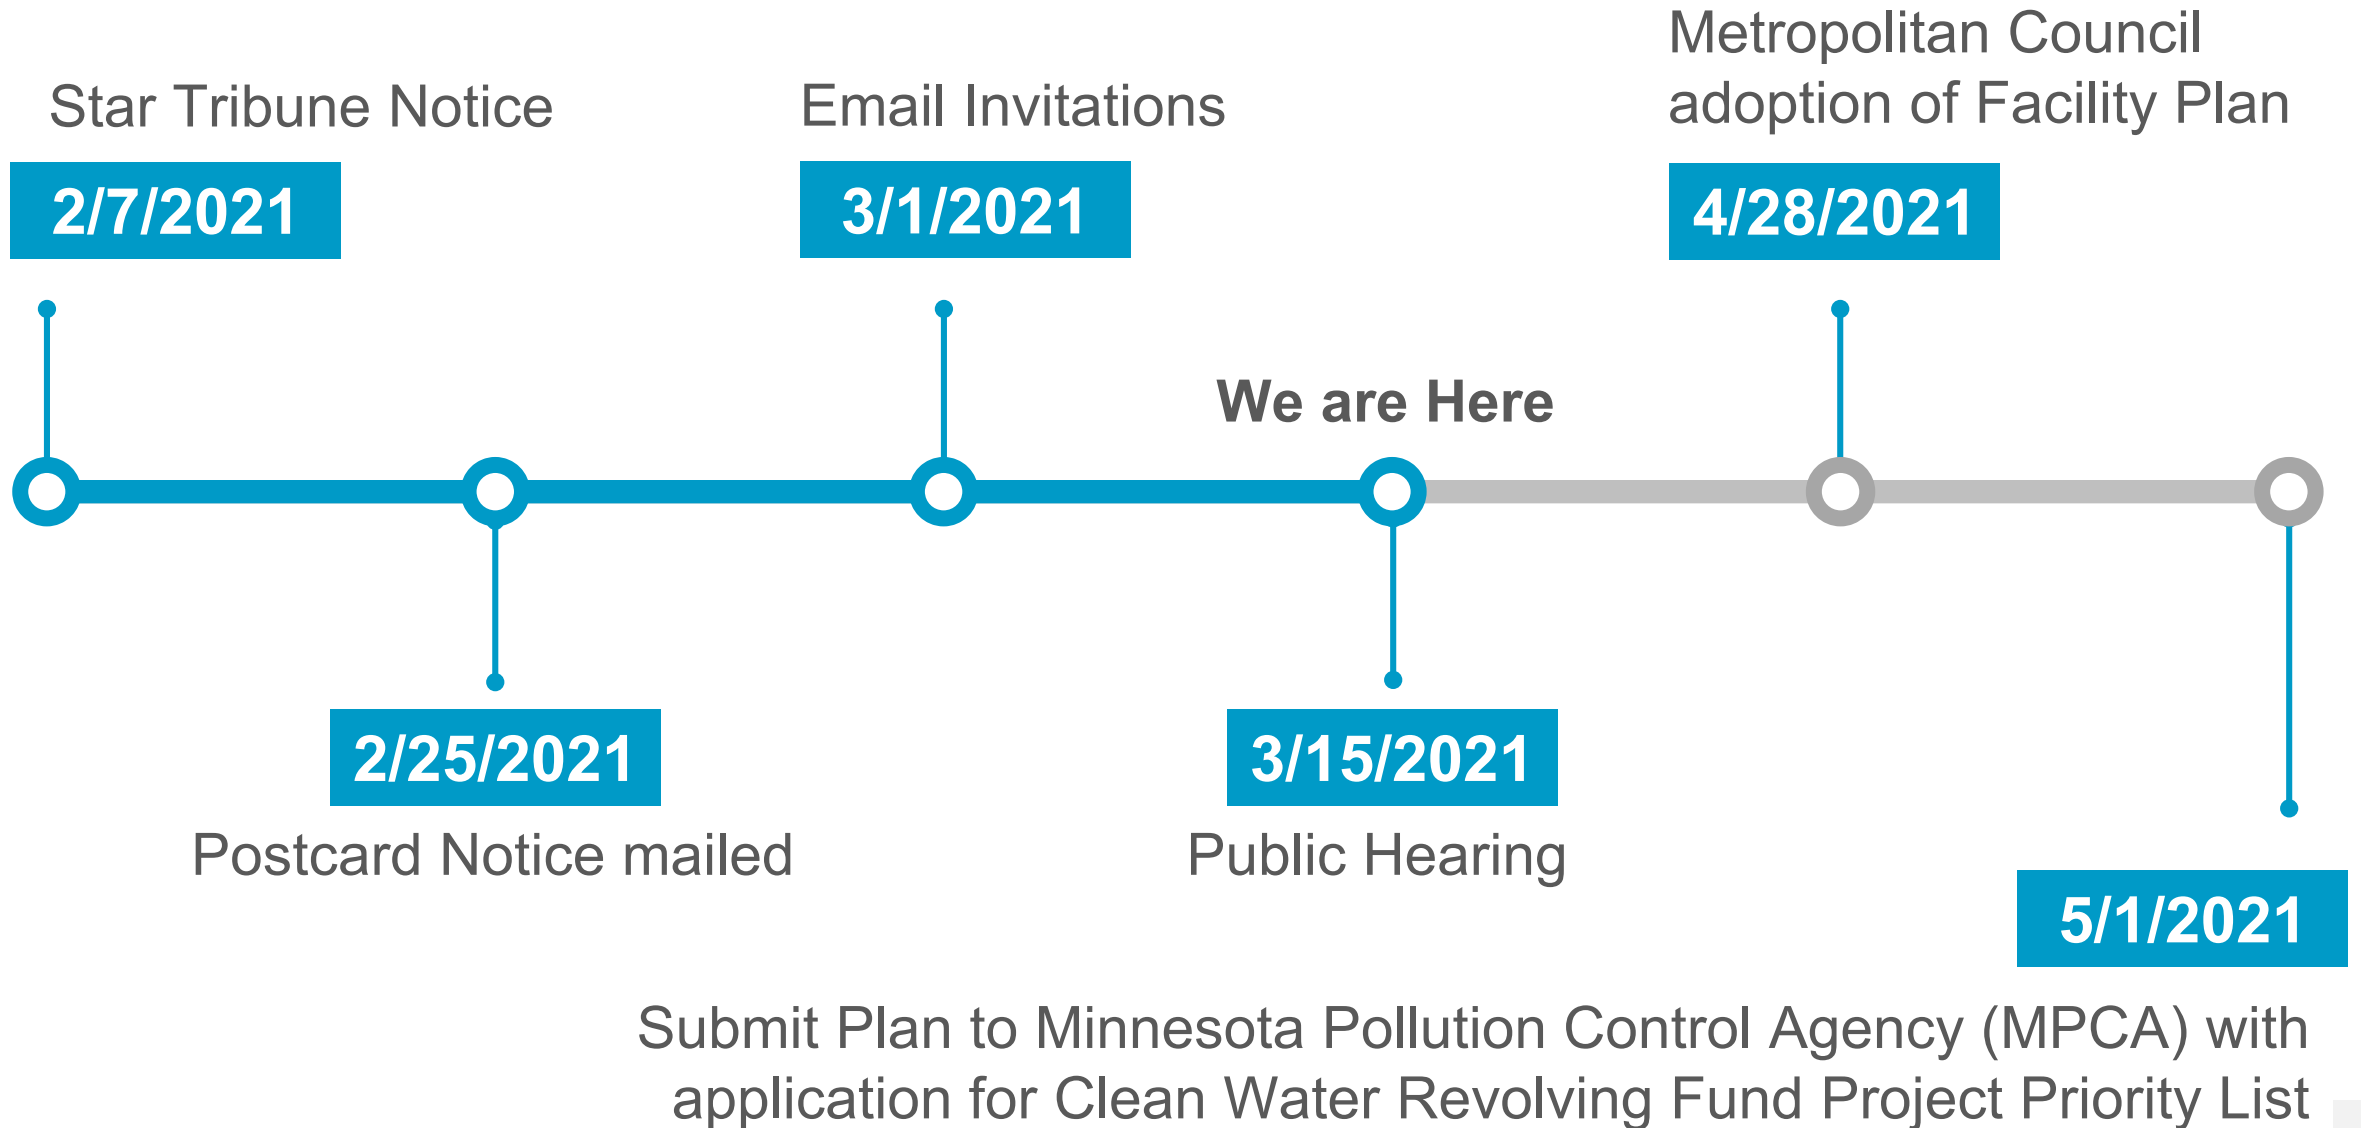 Metropolitan Council
adoption of Facility Plan
Star Tribune Notice
Email Invitations
2/7/2021
3/1/2021
4/28/2021
We are Here
2/25/2021
3/15/2021
Postcard Notice mailed
Public Hearing
5/1/2021
Submit Plan to Minnesota Pollution Control Agency (MPCA) with
application for Clean Water Revolving Fund Project Priority List